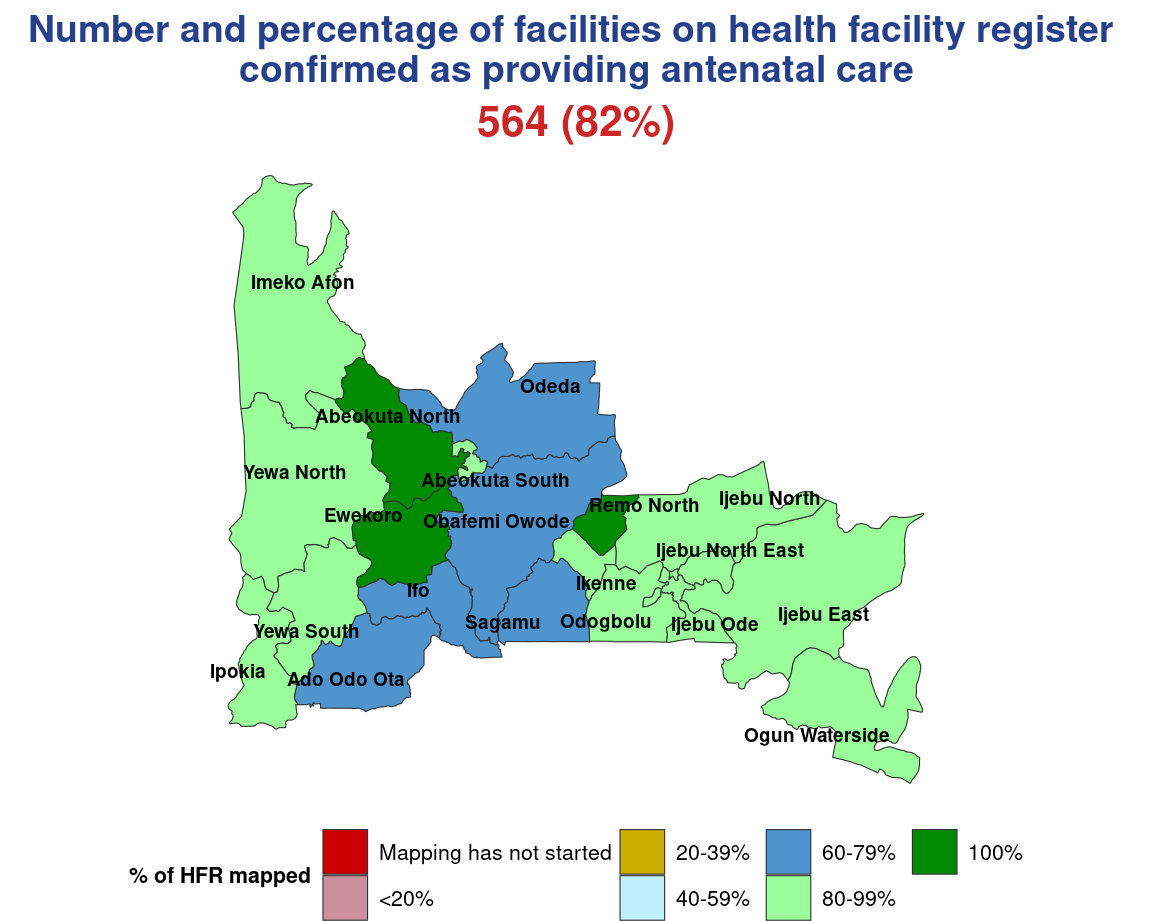 Number and percentage of facilities on health facility register
confirmed as providing antenatal care
564 (82%)
Imeko Afon
Odeda
Abeokuta North
Yewa North
Abeokuta South
Ijebu North
Remo North
Ewekoro
Obafemi Owode
Ijebu North East
Ikenne
Ifo
Ijebu East
Sagamu
Odogbolu
Ijebu Ode
Yewa South
Ipokia
Ado Odo Ota
Ogun Waterside
% of HFR mapped
Mapping has not started
<20%
20-39%
40-59%
60-79%
80-99%
100%